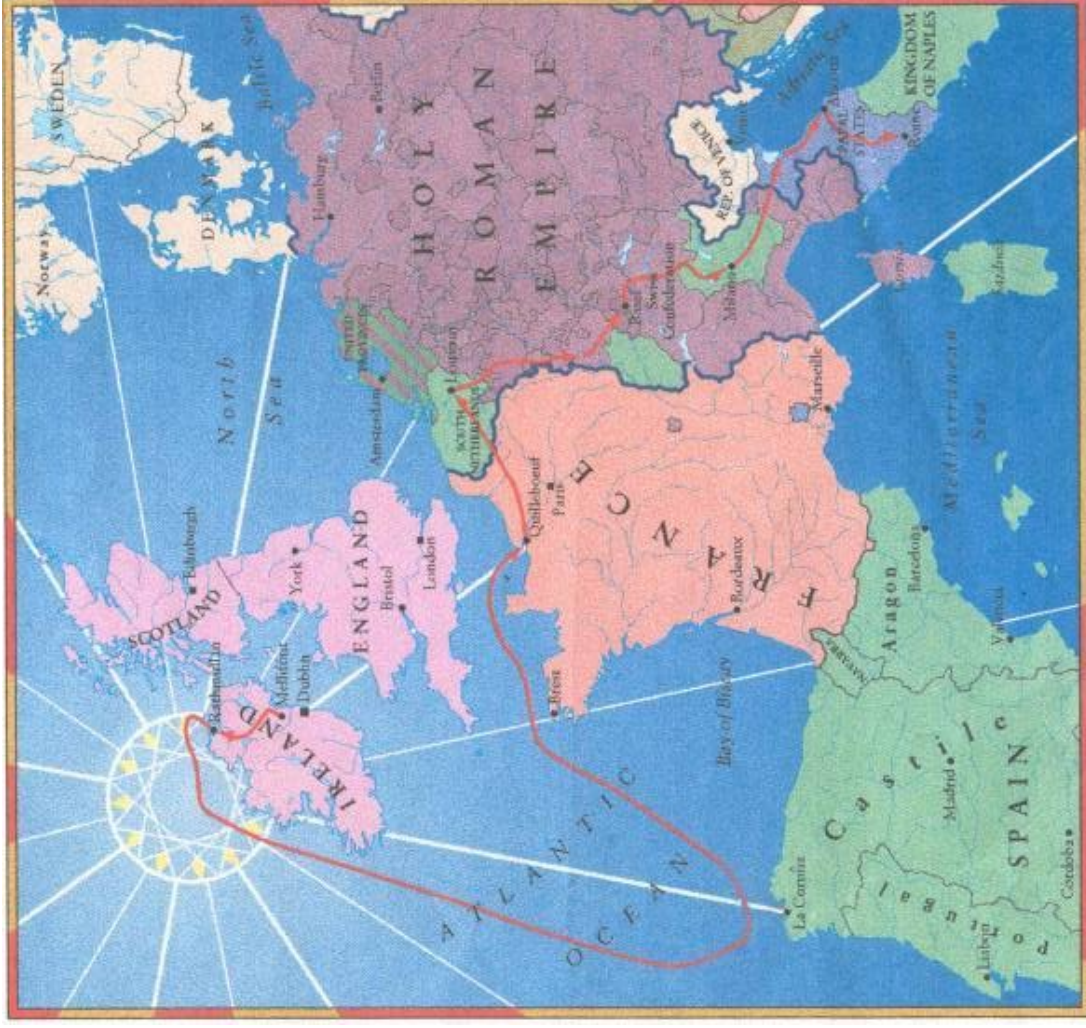 Norway
SWEDEN
DENMARK
Baltic Sea
North
Sea
SCOTLAND
Edinburgh
Rathmullan
Mellifont
Dublin
IRELAND
York
ENGLAND
Bristol
London
Hamburg
Berlin
HOLY
ROMAN
EMPIRE
UNITED
PROVINCES
Amsterdam
Louvain
SOUTH
NETHERLANDS
Quilleboeuf
Paris
FRANCE
Brest
Bordeaux
Marseille
Basel
Swiss
Confederation
Milan
REP. OF VENICE
Venice
Adriatic Sea
Ancona
PAPAL
STATES
Rome
KINGDOM
OF NAPLES
Corsica
Sardinia
Mediterranean
Sea
ATLANTIC
OCEAN
Bay of Biscay
La Coruña
NAVARRE
Aragon
Barcelona
Valencia
Castile
Madrid
SPAIN
Cordoba
Portugal
Lisbon